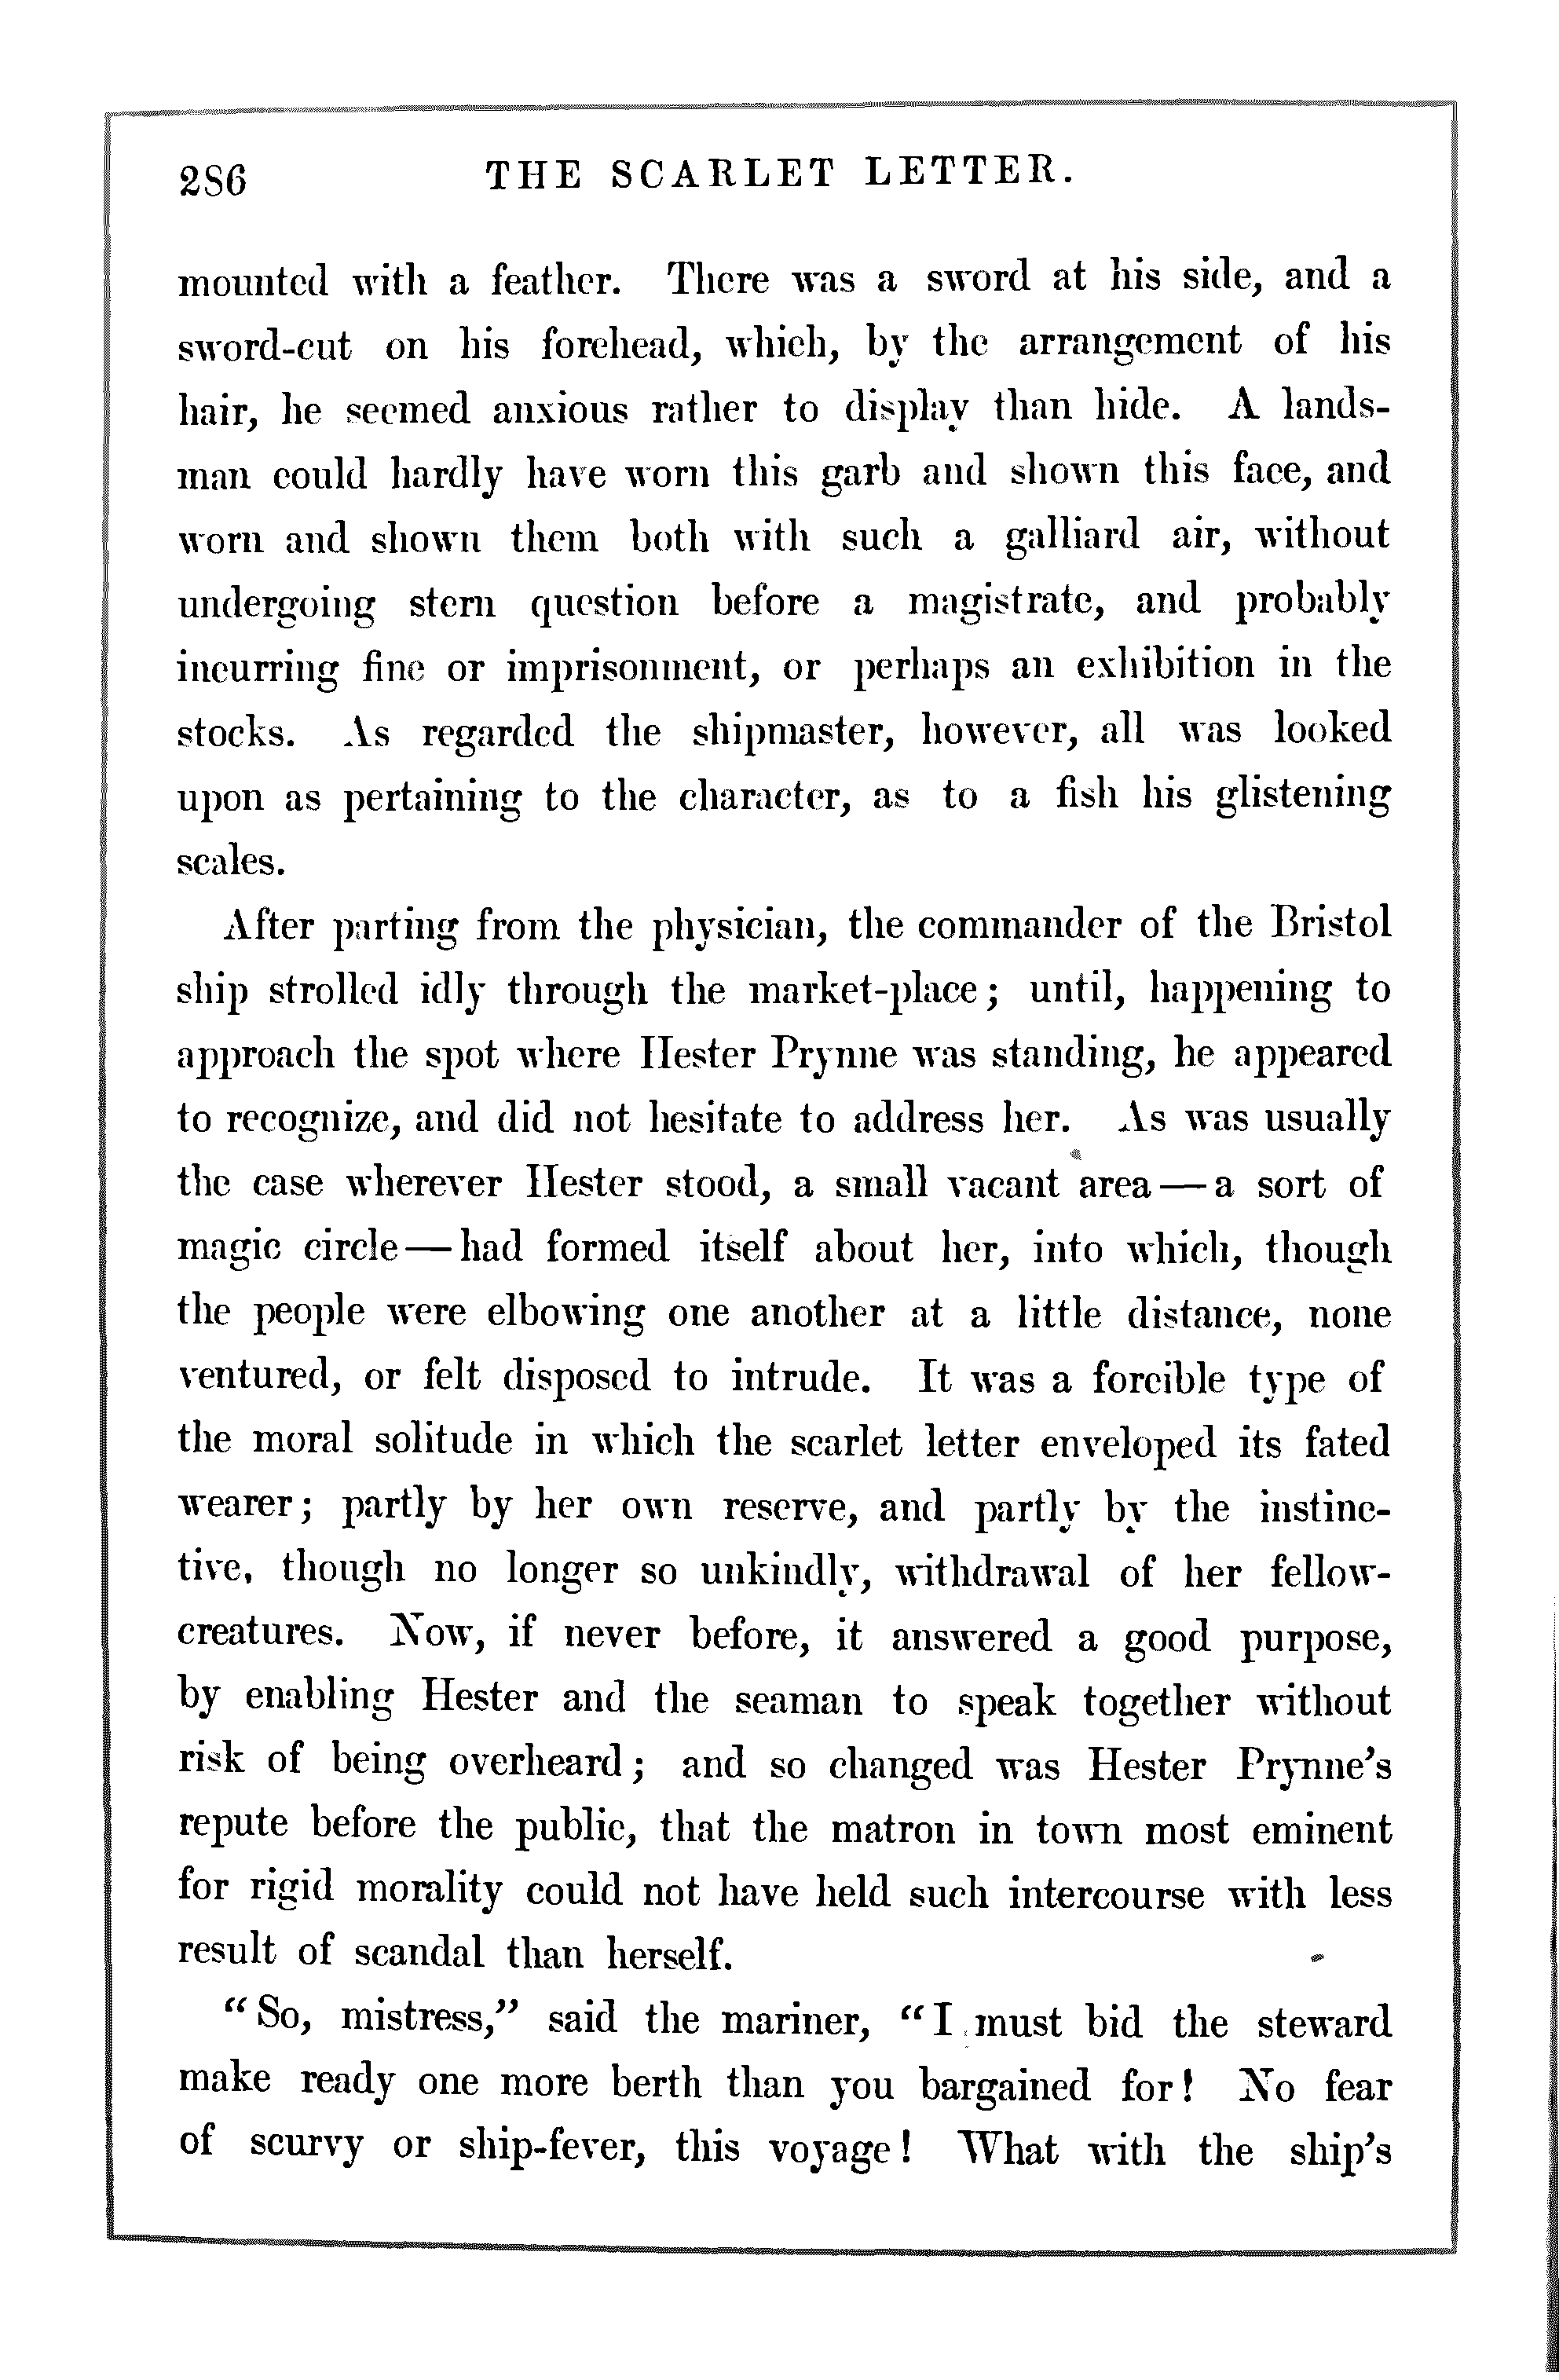 286 THE SCARLET LETTER.
mounted with a feather. There was a sword at his side, and a
sword-cut on his forehead, which, by the arrangement of his
hair, he seemed anxious rather to display than hide. A lands-
man could hardly have worn this garb and shown this face, and
worn and shown them both with such a galliard air, without
undergoing stern question before a magistrate, and probably
incurring fine or imprisonment, or perhaps an exhibition in the
stocks. As regarded the shipmaster, however, all was looked
upon as pertaining to the character, as to a fish his glistening
scales.
After parting from the physician, the commander of the Bristol
ship strolled idly through the market-place; until, happening to
approach the spot where Hester Prynne was standing, he appeared
to recognize, and did not hesitate to address her. As was usually
the case wherever Hester stood, a small vacant area—a sort of
magic circle—had formed itself about her, into which, though
the people were elbowing one another at a little distance, none
ventured, or felt disposed to intrude. It was a forcible type of
the moral solitude in which the scarlet letter enveloped its fated
wearer; partly by her own reserve, and partly by the instinc-
tive, though no longer so unkindly, withdrawal of her fellow-
creatures. Now, if never before, it answered a good purpose,
by enabling Hester and the seaman to speak together without
risk of being overheard; and so changed was Hester Prynne's
repute before the public, that the matron in town most eminent
for rigid morality could not have held such intercourse with less
result of scandal than herself.
“So, mistress,” said the mariner, “I must bid the steward
make ready one more berth than you bargained for! No fear
of scurvy or ship-fever, this voyage! What with the ship's